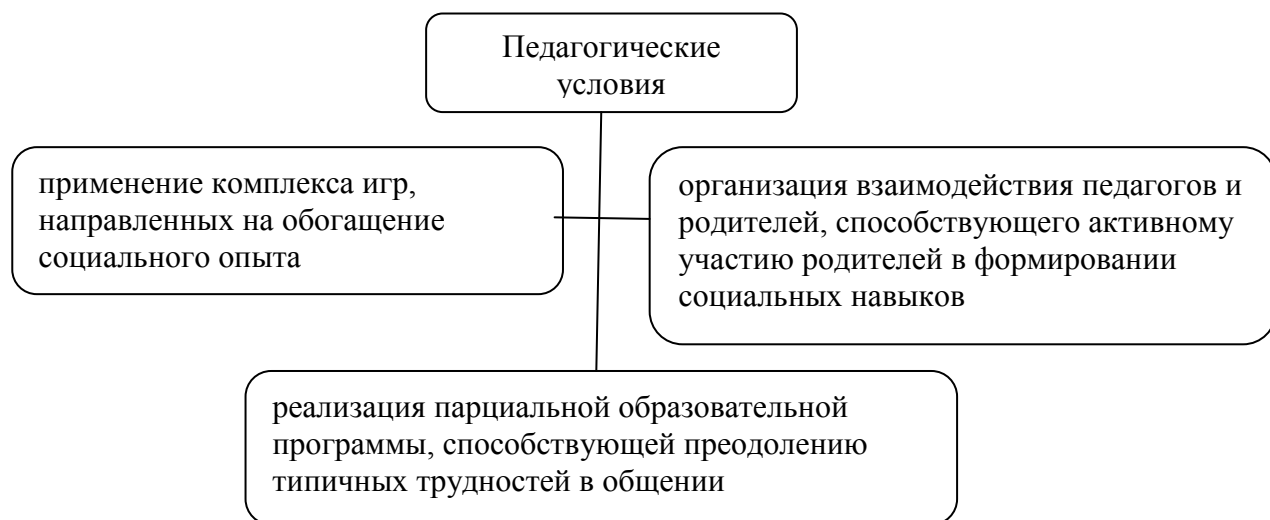 Педагогические
условия
применение комплекса игр,
направленных на обогащение
социального опыта
организация взаимодействия педагогов и
родителей, способствующего активному
участию родителей в формировании
социальных навыков
реализация парциальной образовательной
программы, способствующей преодолению
типичных трудностей в общении